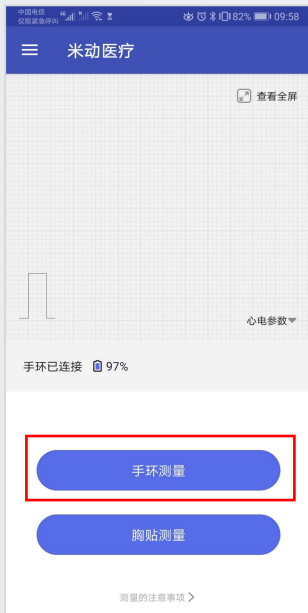 中国电信 46 82% 09:58
仅限紧急呼叫
米动医疗
查看全屏
心电参数
手环已连接 97%
手环测量
胸贴测量
测量的注意事项